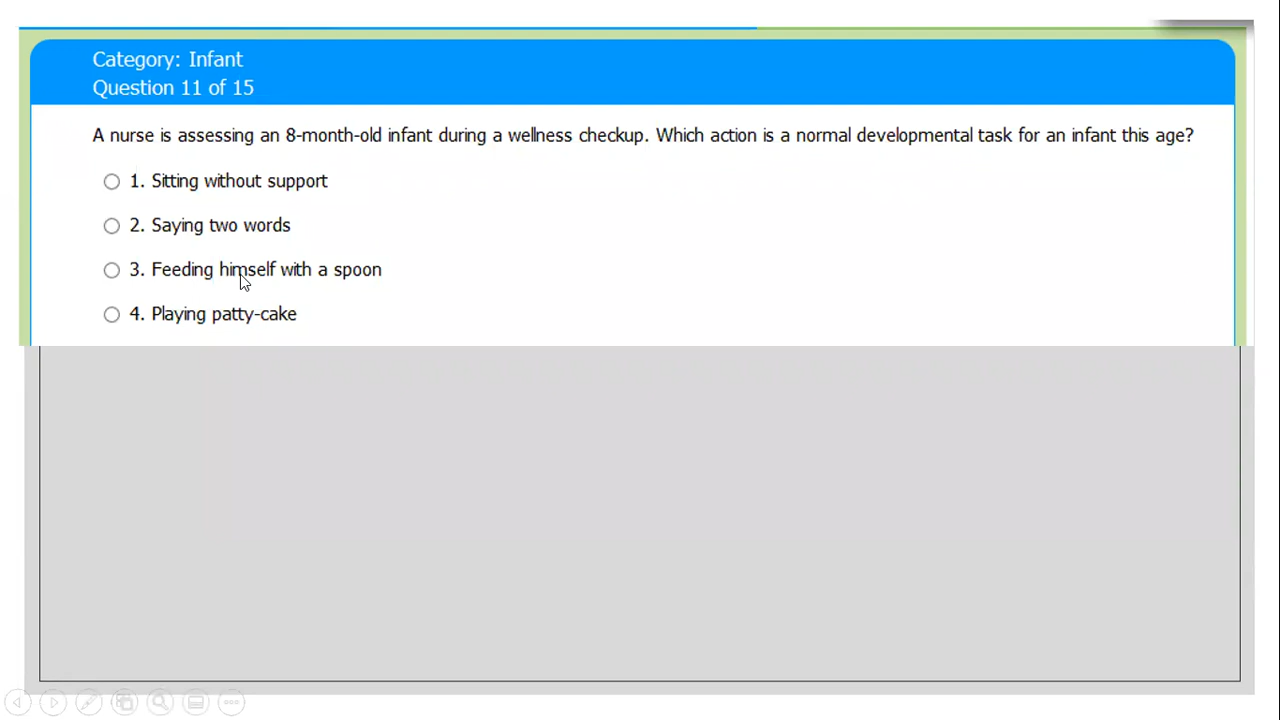 Category: Infant
Question 11 of 15
A nurse is assessing an 8-month-old infant during a wellness checkup. Which action is a normal developmental task for an infant this age?
1. Sitting without support
2. Saying two words
3. Feeding himself with a spoon
4. Playing patty-cake